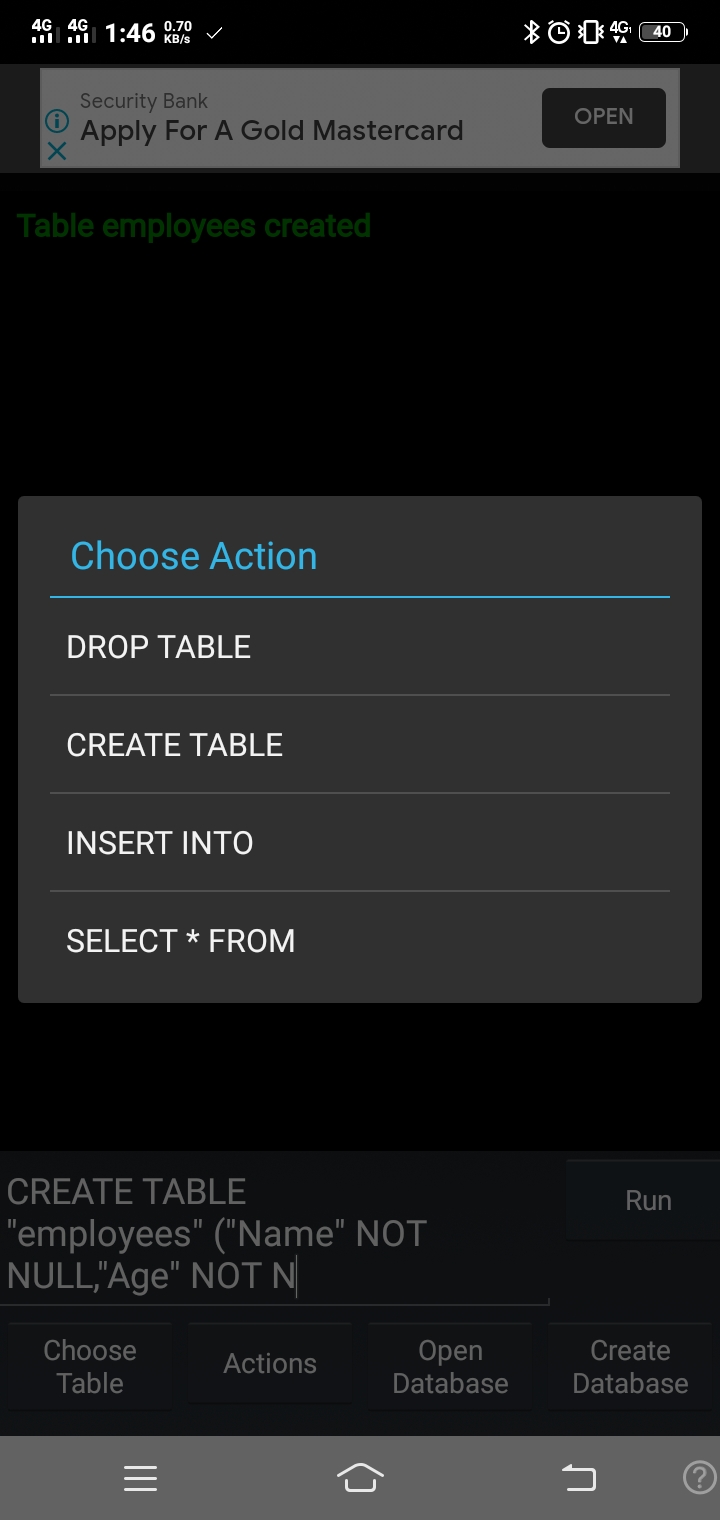 4G 4G 1:46 0.70 KB/s 4G 40
Security Bank
Apply For A Gold Mastercard
OPEN
Table employees created
Choose Action
DROP TABLE
CREATE TABLE
INSERT INTO
SELECT * FROM
CREATE TABLE
"employees" ("Name" NOT
NULL,"Age" NOT N
Run
Choose
Table
Actions
Open
Database
Create
Database